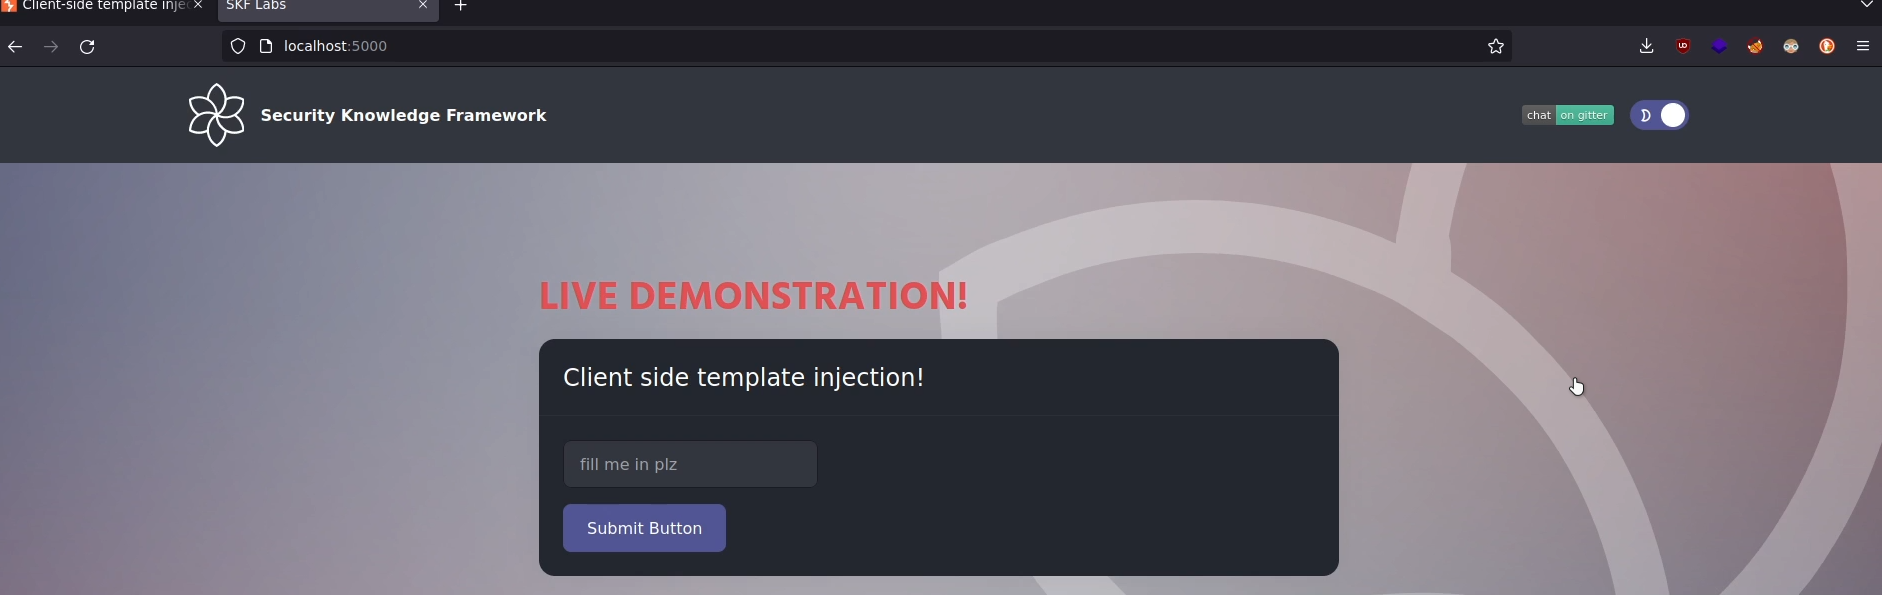 Client-side template injec
SKF Labs
localhost:5000
Security Knowledge Framework
chat on gitter
LIVE DEMONSTRATION!
Client side template injection!
fill me in plz
Submit Button